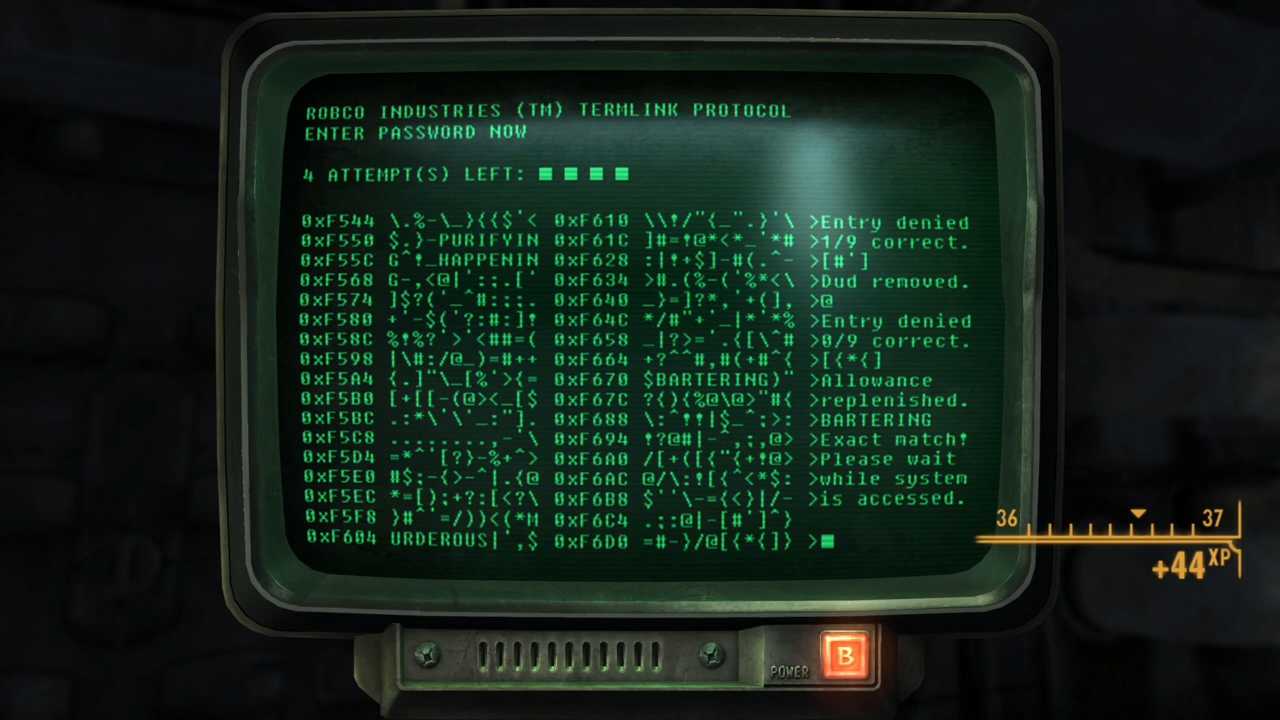 ROBCO INDUSTRIES (TM) TERMLINK PROTOCOL
ENTER PASSWORD NOW
4 ATTEMPT(S) LEFT: ■ ■ ■ ■
0xF544 \.%-\_}{{$'< 0xF610 \\!/"{_".}'\ >Entry denied
0xF550 $.}-PURIFYIN 0xF61C ]#=!@*<*_'*# >1/9 correct.
0xF55C G^!_HAPPENIN 0xF628 :|!+$]-#(.^- >[#']
0xF568 G-,<@|'::.[' 0xF634 >#.(%-('%*<\ >Dud removed.
0xF574 ]$?('_^#:::. 0xF640 _}=]?*,'+(], >@
0xF580 +'-$('?:#:]! 0xF64C */#"+'_|*'*% >Entry denied
0xF58C %!%?'>'<##=( 0xF658 _|?>='.{[\^# >0/9 correct.
0xF598 |\#:/@_)=#++ 0xF664 +?^^#,#(+#^{ >[{*{]
0xF5A4 {.]"\_[%'>{= 0xF670 $BARTERING)" >Allowance
0xF5B0 [+[[-(@><_[$ 0xF67C ?{){%@\@>"#{ >replenished.
0xF5BC .:*\'\'_:"]. 0xF688 \:^!!|$_^;>: >BARTERING
0xF5C8 ........,-'\ 0xF694 !?@#|-^,:,@> >Exact match!
0xF5D4 =*^'[?}-%+^> 0xF6A0 /[+([{"{+!@> >Please wait
0xF5E0 #$;-{>-^|.{@ 0xF6AC @/\:![{^<*$: >while system
0xF5EC *=[):+?:[<?\ 0xF6B8 $''\-={<}|/- >is accessed.
0xF5F8 }#^'=/))<(*M 0xF6C4 .;:@|-[#']^}
0xF604 URDEROUS|',$ 0xF6D0 =#-}/@[{*{]} >■
36 37
+44 XP
POWER B